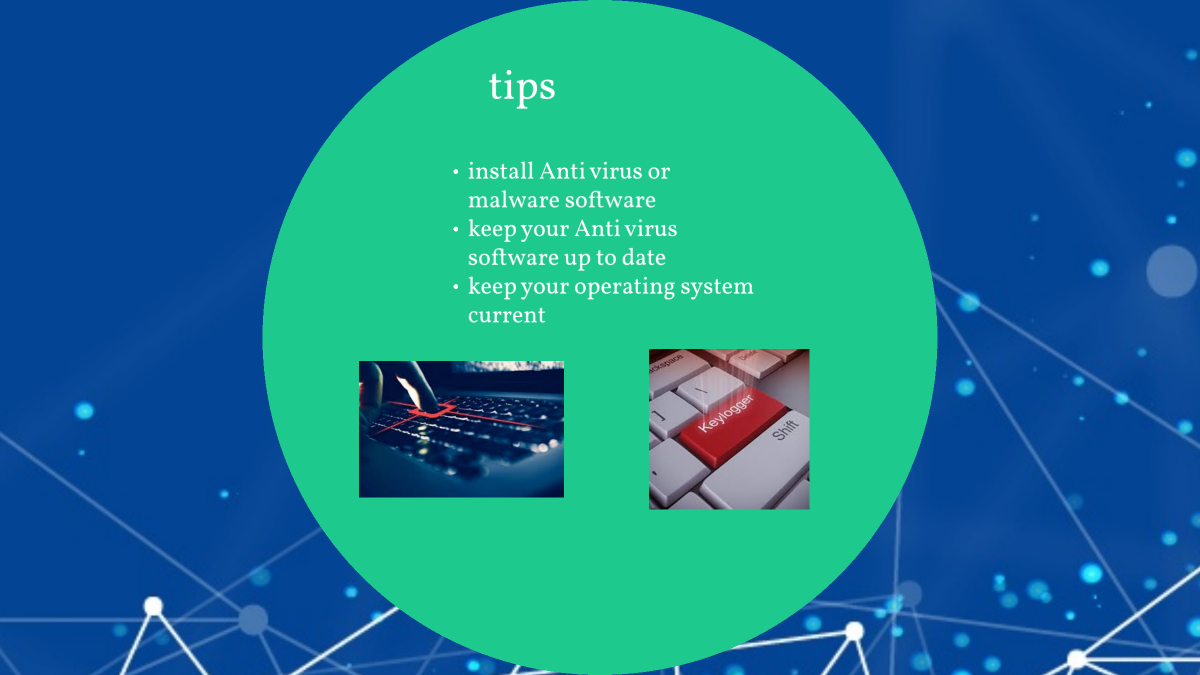 tips
• install Anti virus or
malware software
• keep your Anti virus
software up to date
• keep your operating system
current
Keylogger
Shift
]
\